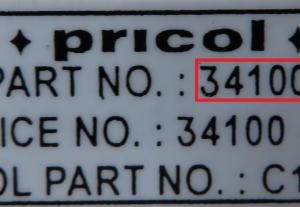 pricol
PART NO. : 34100
ICE NO. : 34100
OL PART NO. : C1